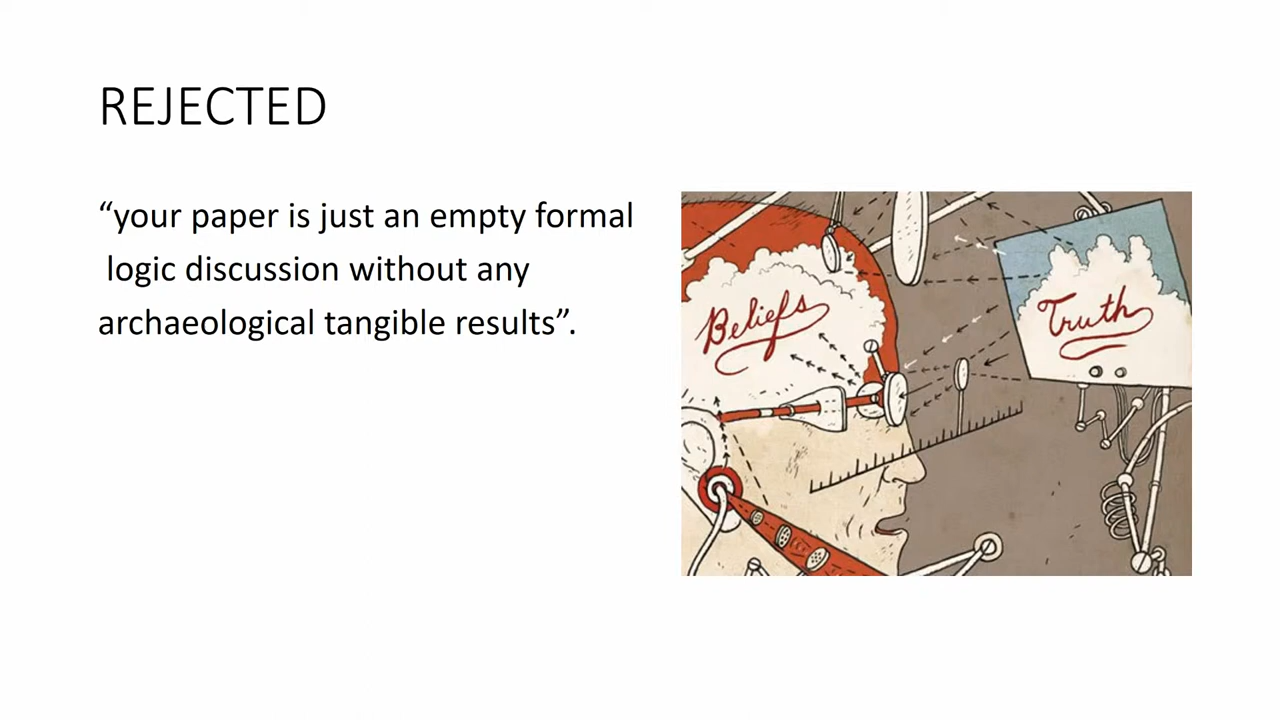 REJECTED
“your paper is just an empty formal
logic discussion without any
archaeological tangible results”.
Beliefs
Truth